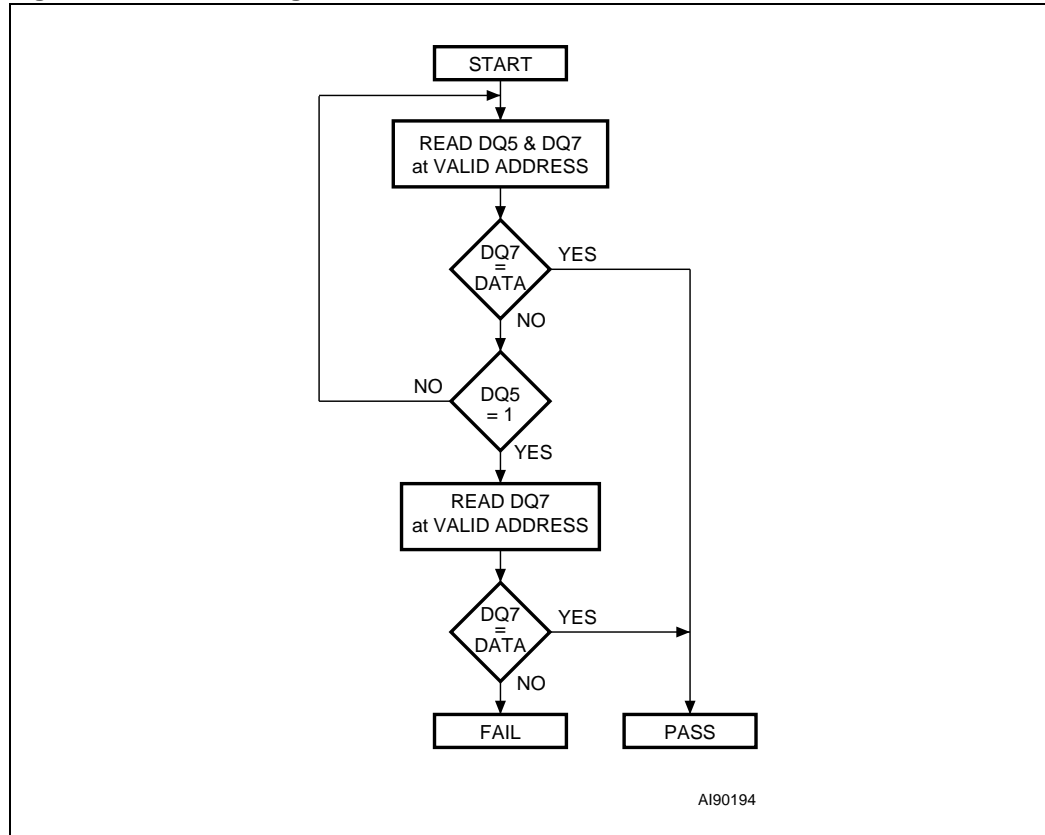 START
READ DQ5 & DQ7
at VALID ADDRESS
DQ7
=
DATA
YES
NO
DQ5
= 1
NO
YES
READ DQ7
at VALID ADDRESS
DQ7
=
DATA
YES
NO
FAIL
PASS
AI90194